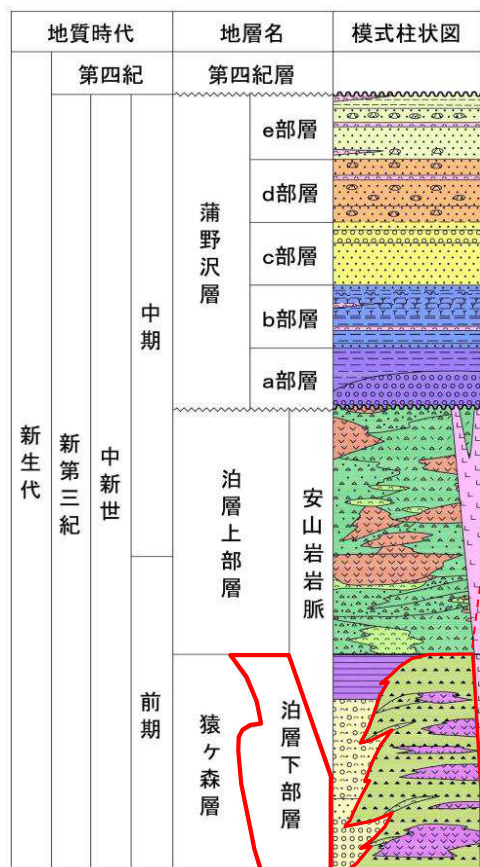 地質時代 地層名 模式柱状図
第四紀 第四紀層
新生代
新第三紀
中新世
中期
前期
蒲野沢層
e部層
d部層
c部層
b部層
a部層
泊層上部層
安山岩岩脈
猿ヶ森層
泊層下部層